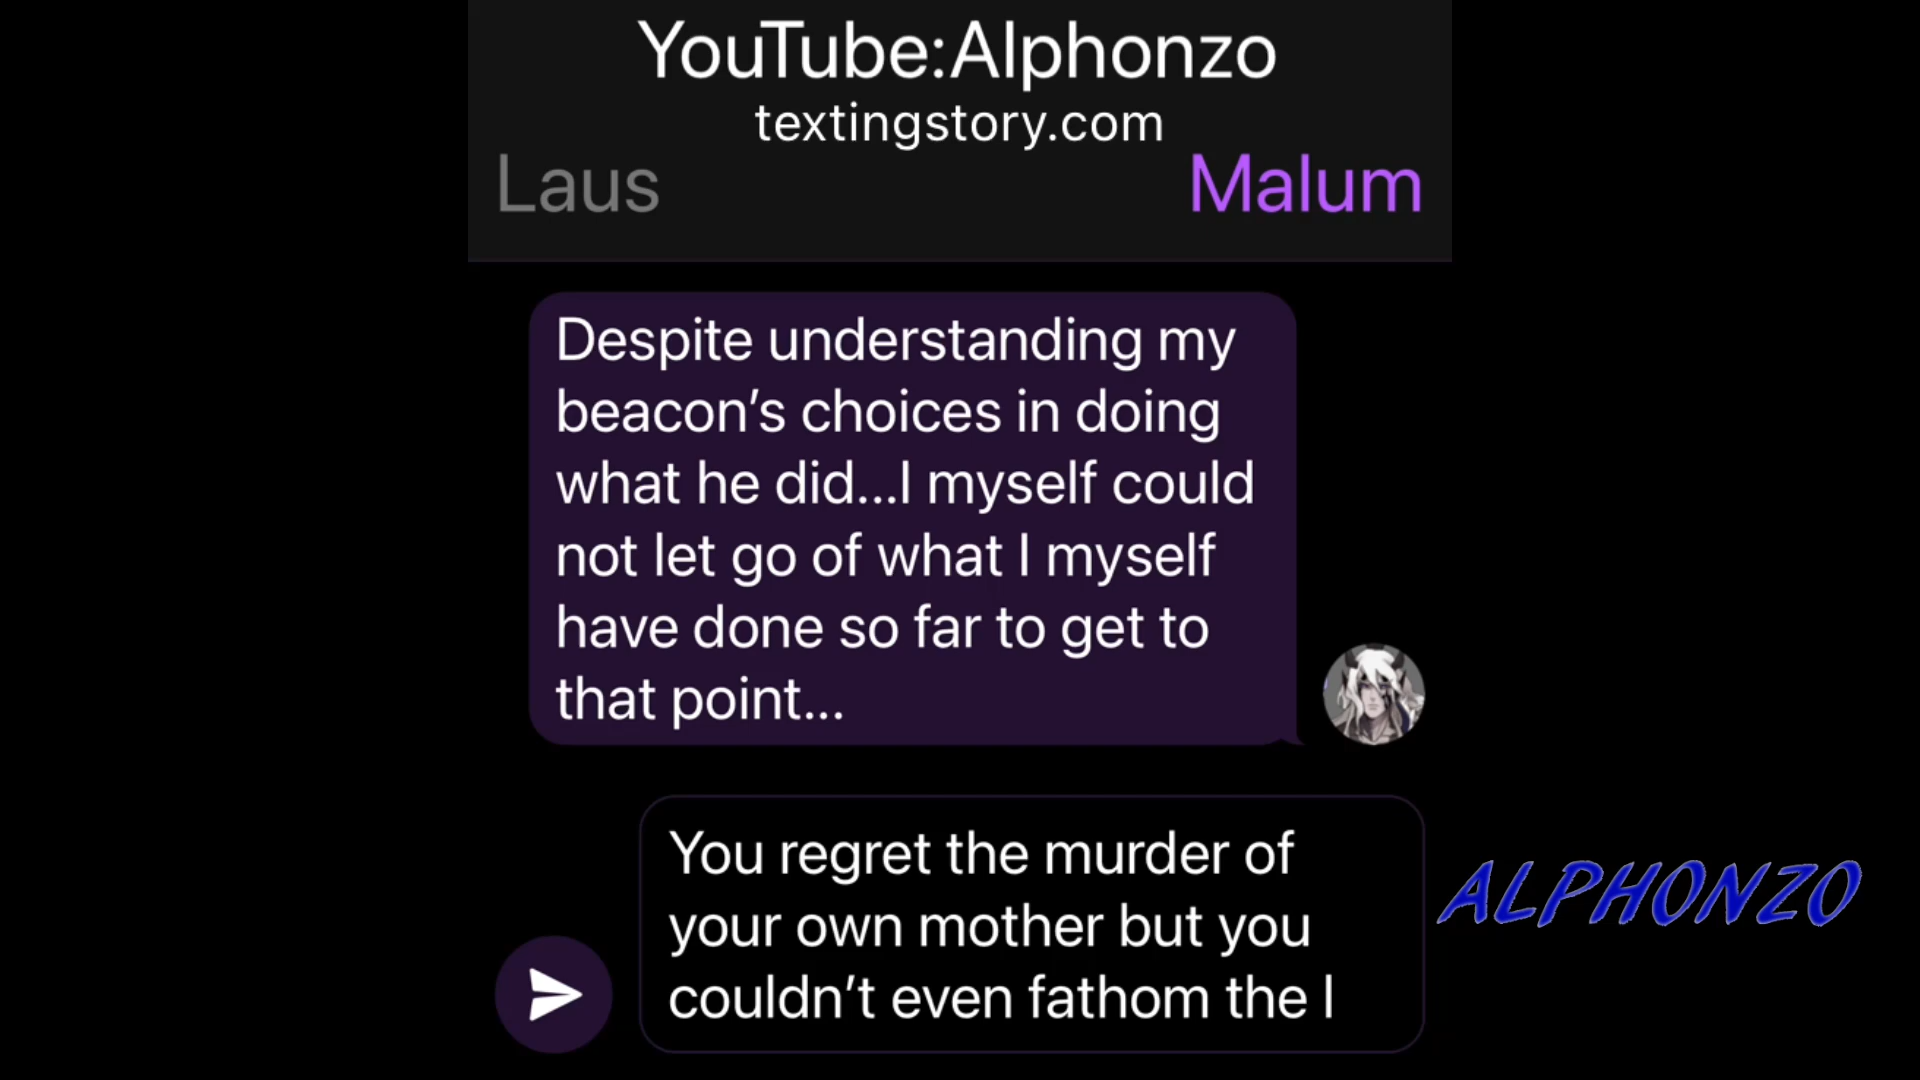 YouTube:Alphonzo
textingstory.com
Laus
Malum
Despite understanding my
beacon’s choices in doing
what he did...I myself could
not let go of what I myself
have done so far to get to
that point...
You regret the murder of
your own mother but you
couldn’t even fathom the l
ALPHONZO